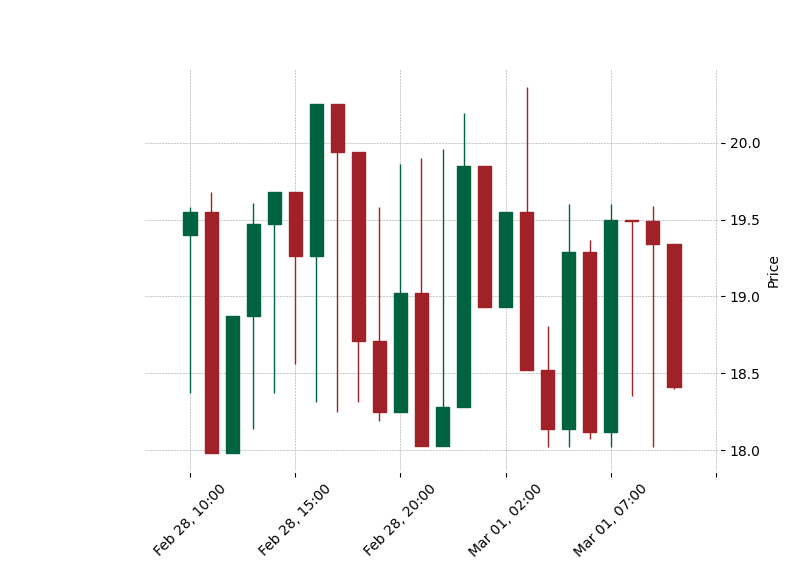 20.0
19.5
19.0
18.5
18.0
Price
Feb 28, 10:00
Feb 28, 15:00
Feb 28, 20:00
Mar 01, 02:00
Mar 01, 07:00